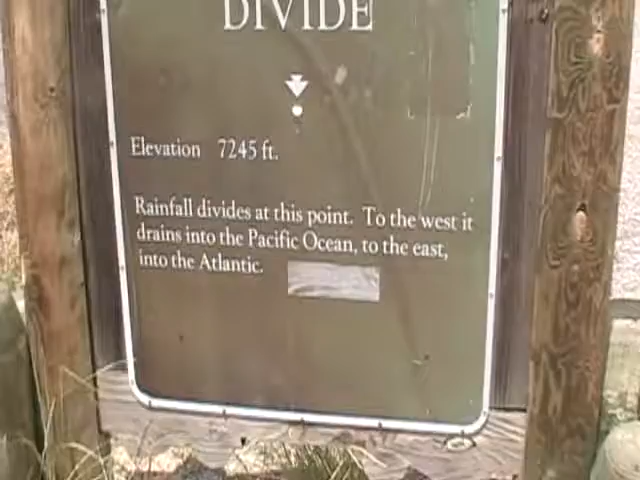 DIVIDE
Elevation 7245 ft.
Rainfall divides at this point. To the west it
drains into the Pacific Ocean, to the east,
into the Atlantic.